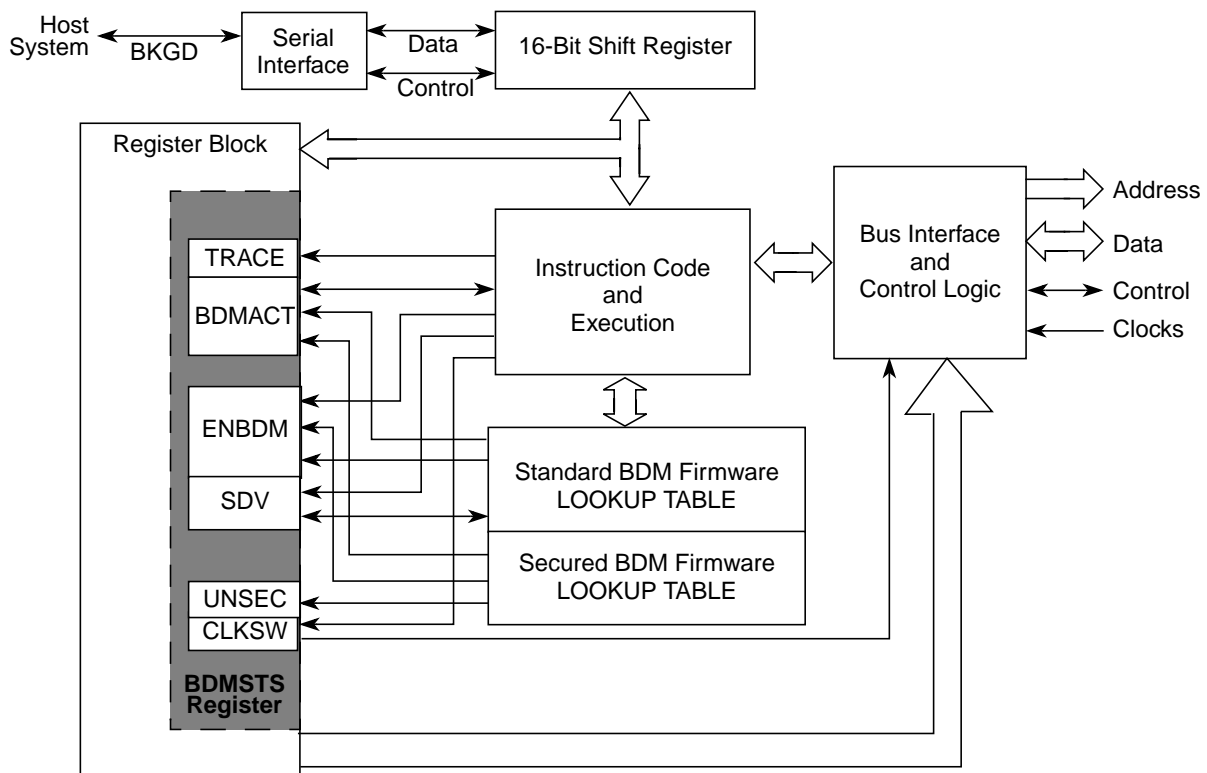 Host
System
BKGD
Serial
Interface
Data
Control
16-Bit Shift Register
Register Block
TRACE
BDMACT
ENBDM
SDV
UNSEC
CLKSW
BDMSTS
Register
Instruction Code
and
Execution
Standard BDM Firmware
LOOKUP TABLE
Secured BDM Firmware
LOOKUP TABLE
Bus Interface
and
Control Logic
Address
Data
Control
Clocks